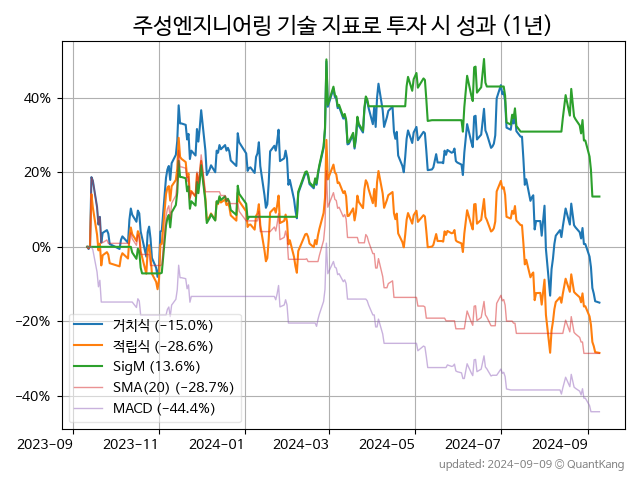 주성엔지니어링 기술 지표로 투자 시 성과 (1년)
40%
20%
0%
−20%
−40%
거치식 (−15.0%)
적립식 (−28.6%)
SigM (13.6%)
SMA(20) (−28.7%)
MACD (−44.4%)
2023-09 2023-11 2024-01 2024-03 2024-05 2024-07 2024-09
updated: 2024-09-09 © QuantKang